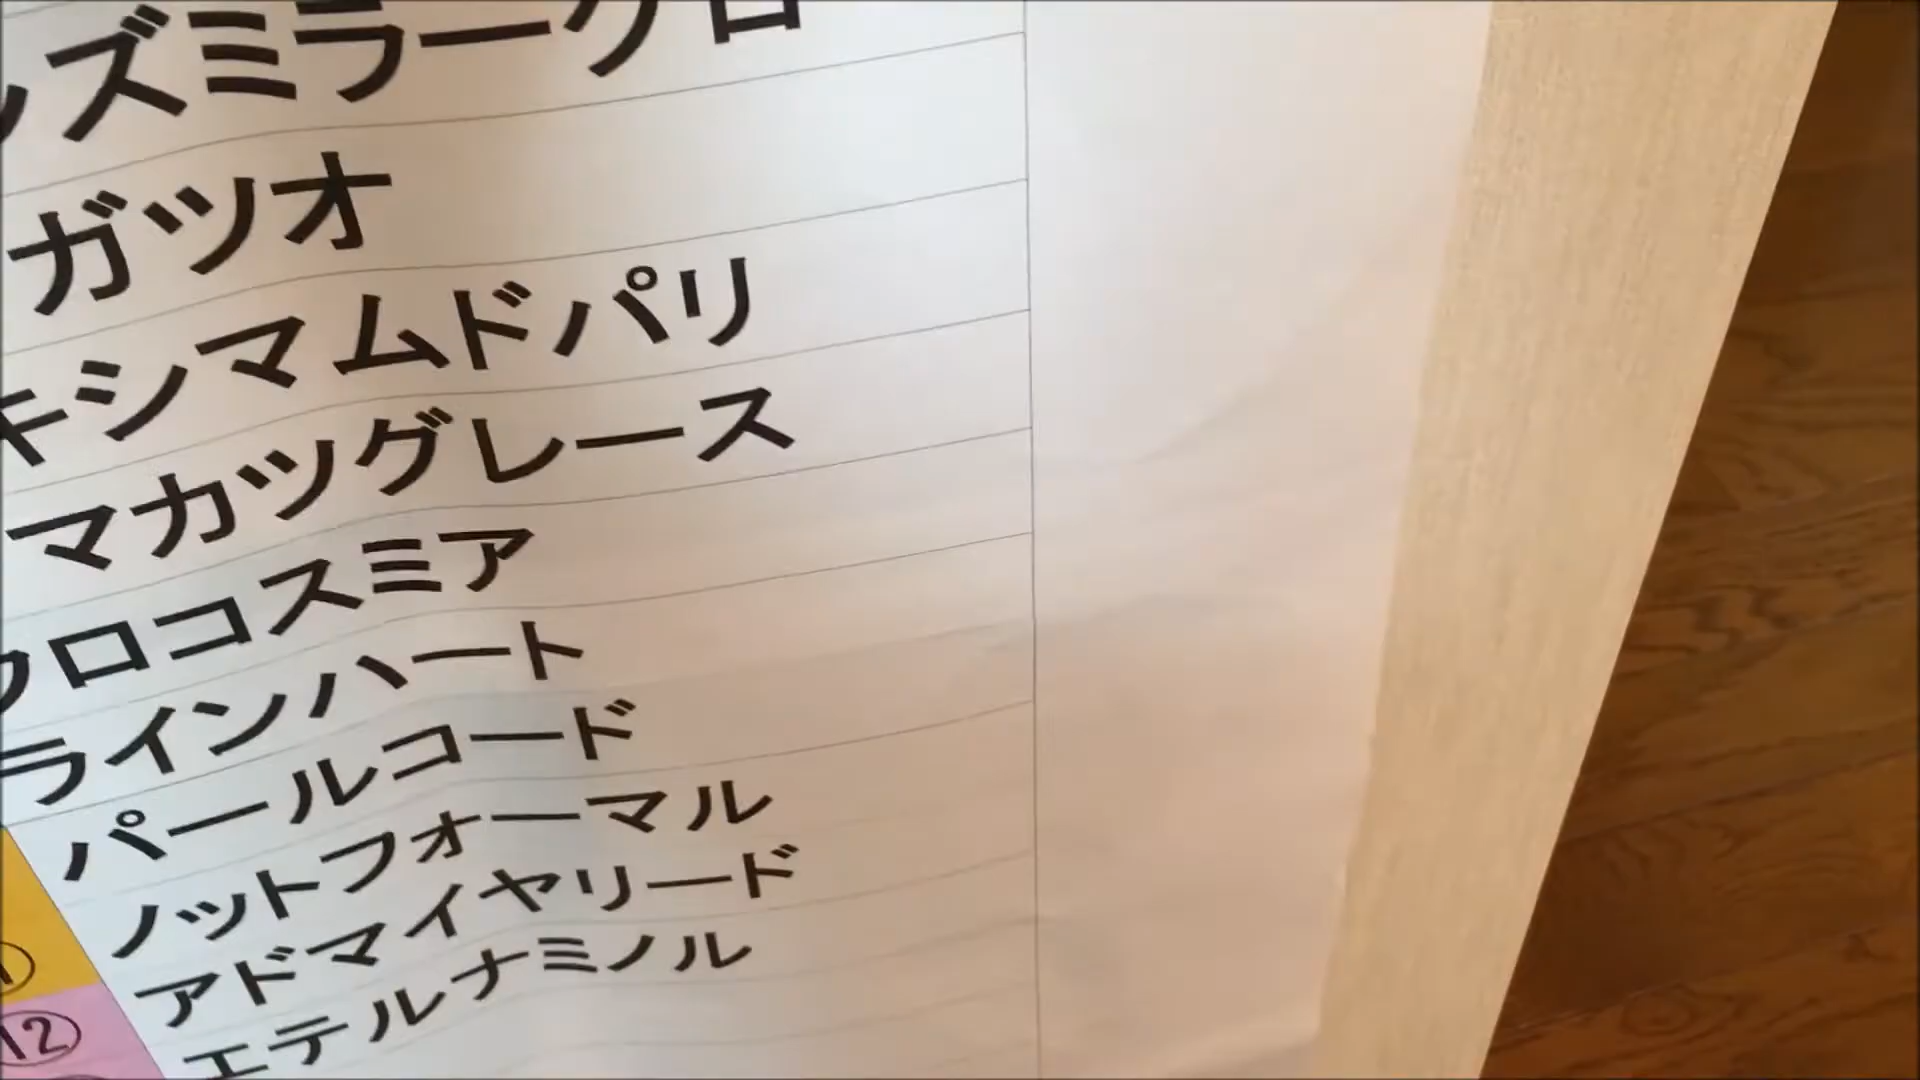 ズミラークロ
ガツオ
キシマムドパリ
マカツグレース
クロコスミア
ラインハート
パールコード
ノットフォーマル
アドマイヤリード
エテルナミノル
12